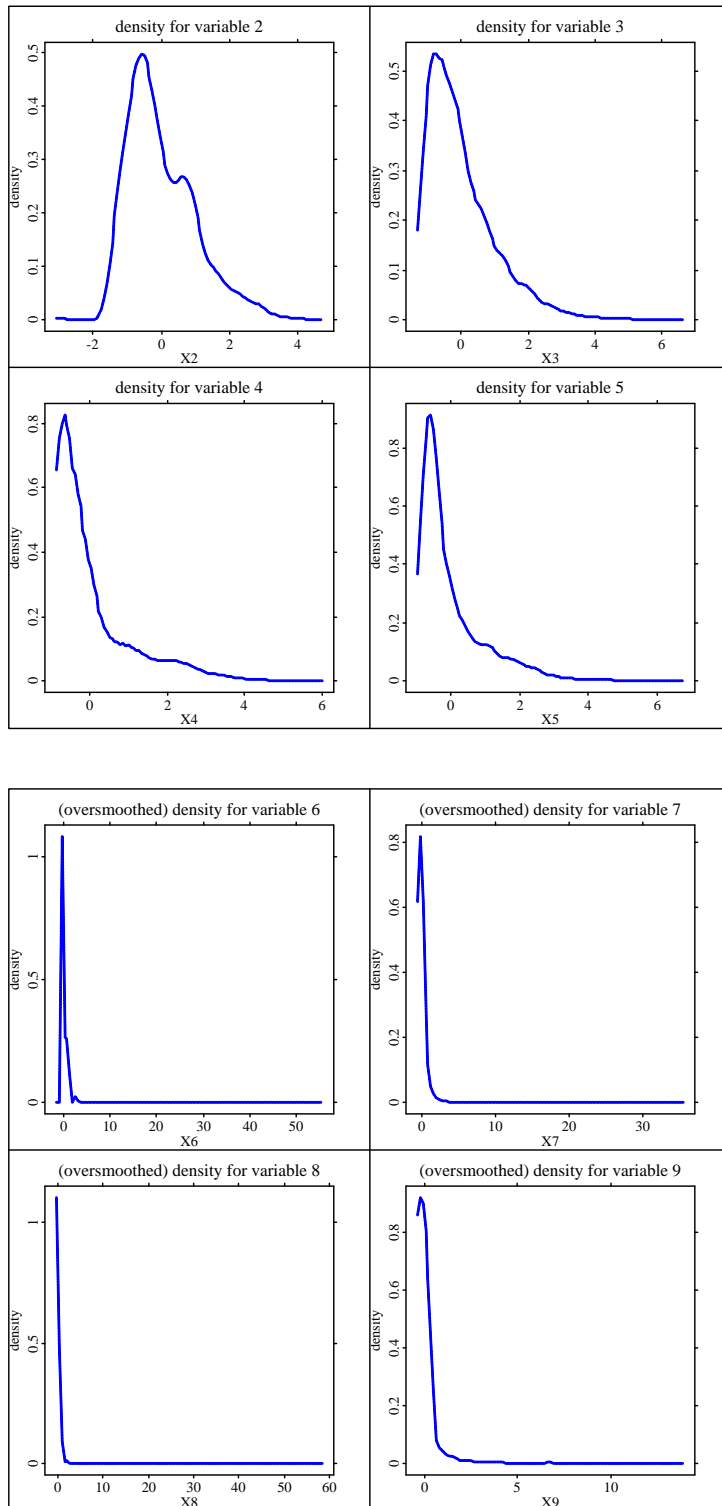 density for variable 2
density
0 0.1 0.2 0.3 0.4 0.5
-2 0 2 4
X2
density for variable 3
density
0 0.1 0.2 0.3 0.4 0.5
0 2 4 6
X3
density for variable 4
density
0 0.2 0.4 0.6 0.8
0 2 4 6
X4
density for variable 5
density
0 0.2 0.4 0.6 0.8
0 2 4 6
X5
(oversmoothed) density for variable 6
density
0 0.5 1
0 10 20 30 40 50
X6
(oversmoothed) density for variable 7
density
0 0.2 0.4 0.6 0.8
0 10 20 30
X7
(oversmoothed) density for variable 8
density
0 0.5 1
0 10 20 30 40 50 60
X8
(oversmoothed) density for variable 9
density
0 0.2 0.4 0.6 0.8
0 5 10
X9